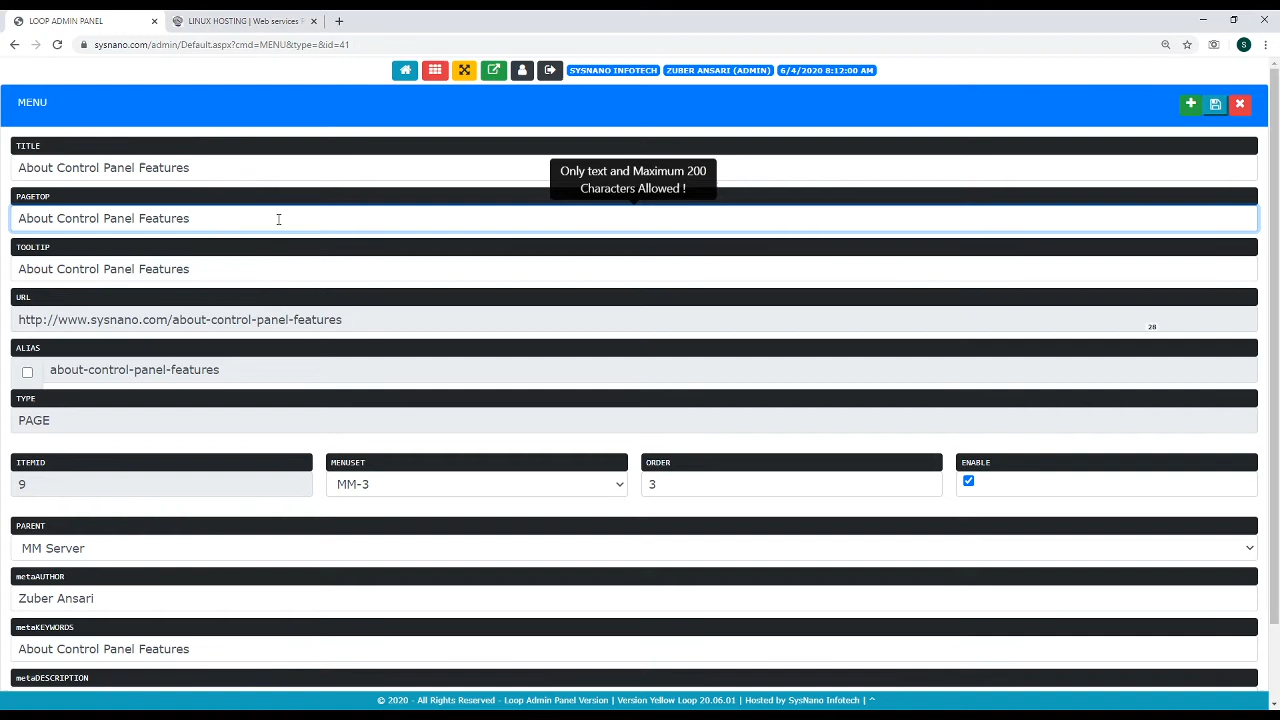 LOOP ADMIN PANEL
LINUX HOSTING | Web services F
sysnano.com/admin/Default.aspx?cmd=MENU&type=&id=41
S
SYSNANO INFOTECH ZUBER ANSARI (ADMIN) 6/4/2020 8:12:00 AM
MENU
TITLE
About Control Panel Features
Only text and Maximum 200
Characters Allowed !
PAGETOP
About Control Panel Features
TOOLTIP
About Control Panel Features
URL
http://www.sysnano.com/about-control-panel-features
28
ALIAS
about-control-panel-features
TYPE
PAGE
ITEMID MENUSET ORDER ENABLE
9 MM-3 3
PARENT
MM Server
metaAUTHOR
Zuber Ansari
metaKEYWORDS
About Control Panel Features
metaDESCRIPTION
© 2020 - All Rights Reserved - Loop Admin Panel Version | Version Yellow Loop 20.06.01 | Hosted by SysNano Infotech | ^